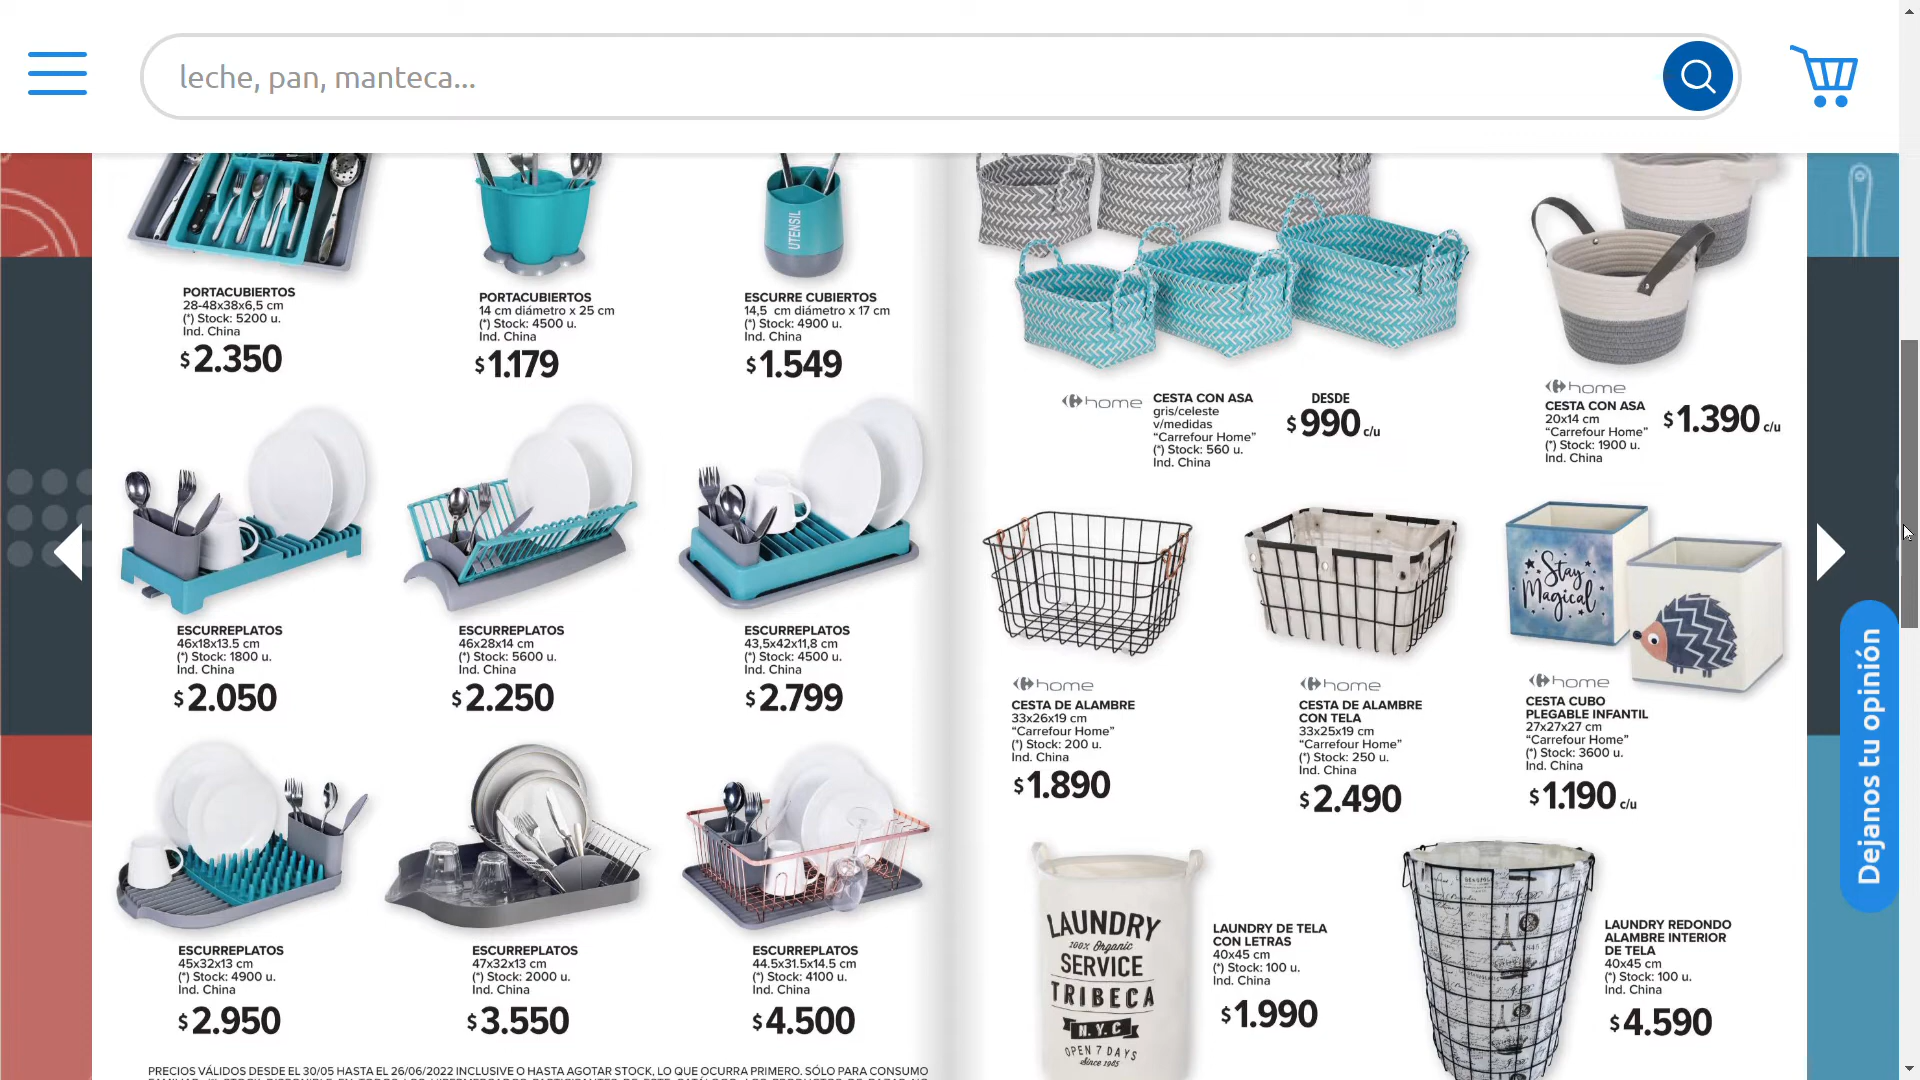 leche, pan, manteca...
UTENSIL
PORTACUBIERTOS
28-48x38x6,5 cm
(*) Stock: 5200 u.
Ind. China
$2.350
PORTACUBIERTOS
14 cm diámetro x 25 cm
(*) Stock: 4500 u.
Ind. China
$1.179
ESCURRE CUBIERTOS
14,5 cm diámetro x 17 cm
(*) Stock: 4900 u.
Ind. China
$1.549
ESCURREPLATOS
46x18x13.5 cm
(*) Stock: 1800 u.
Ind. China
$2.050
ESCURREPLATOS
46x28x14 cm
(*) Stock: 5600 u.
Ind. China
$2.250
ESCURREPLATOS
43,5x42x11,8 cm
(*) Stock: 4500 u.
Ind. China
$2.799
ESCURREPLATOS
45x32x13 cm
(*) Stock: 4900 u.
Ind. China
$2.950
ESCURREPLATOS
47x32x13 cm
(*) Stock: 2000 u.
Ind. China
$3.550
ESCURREPLATOS
44.5x31.5x14.5 cm
(*) Stock: 4100 u.
Ind. China
$4.500
PRECIOS VÁLIDOS DESDE EL 30/05 HASTA EL 26/06/2022 INCLUSIVE O HASTA AGOTAR STOCK, LO QUE OCURRA PRIMERO. SÓLO PARA CONSUMO
home
CESTA CON ASA
gris/celeste
v/medidas
“Carrefour Home”
(*) Stock: 560 u.
Ind. China
DESDE
$990 c/u
home
CESTA CON ASA
20x14 cm
“Carrefour Home”
(*) Stock: 1900 u.
Ind. China
$1.390 c/u
home
CESTA DE ALAMBRE
33x26x19 cm
“Carrefour Home”
(*) Stock: 200 u.
Ind. China
$1.890
home
CESTA DE ALAMBRE
CON TELA
33x25x19 cm
“Carrefour Home”
(*) Stock: 250 u.
Ind. China
$2.490
Stay
Magical
home
CESTA CUBO
PLEGABLE INFANTIL
27x27x27 cm
“Carrefour Home”
(*) Stock: 3600 u.
Ind. China
$1.190 c/u
LAUNDRY
100% Organic
SERVICE
TRIBECA
N.Y.C
OPEN 7 DAYS
Since 1985
LAUNDRY DE TELA
CON LETRAS
40x45 cm
(*) Stock: 100 u.
Ind. China
$1.990
LAUNDRY REDONDO
ALAMBRE INTERIOR
DE TELA
40x45 cm
(*) Stock: 100 u.
Ind. China
$4.590
Dejanos tu opinión